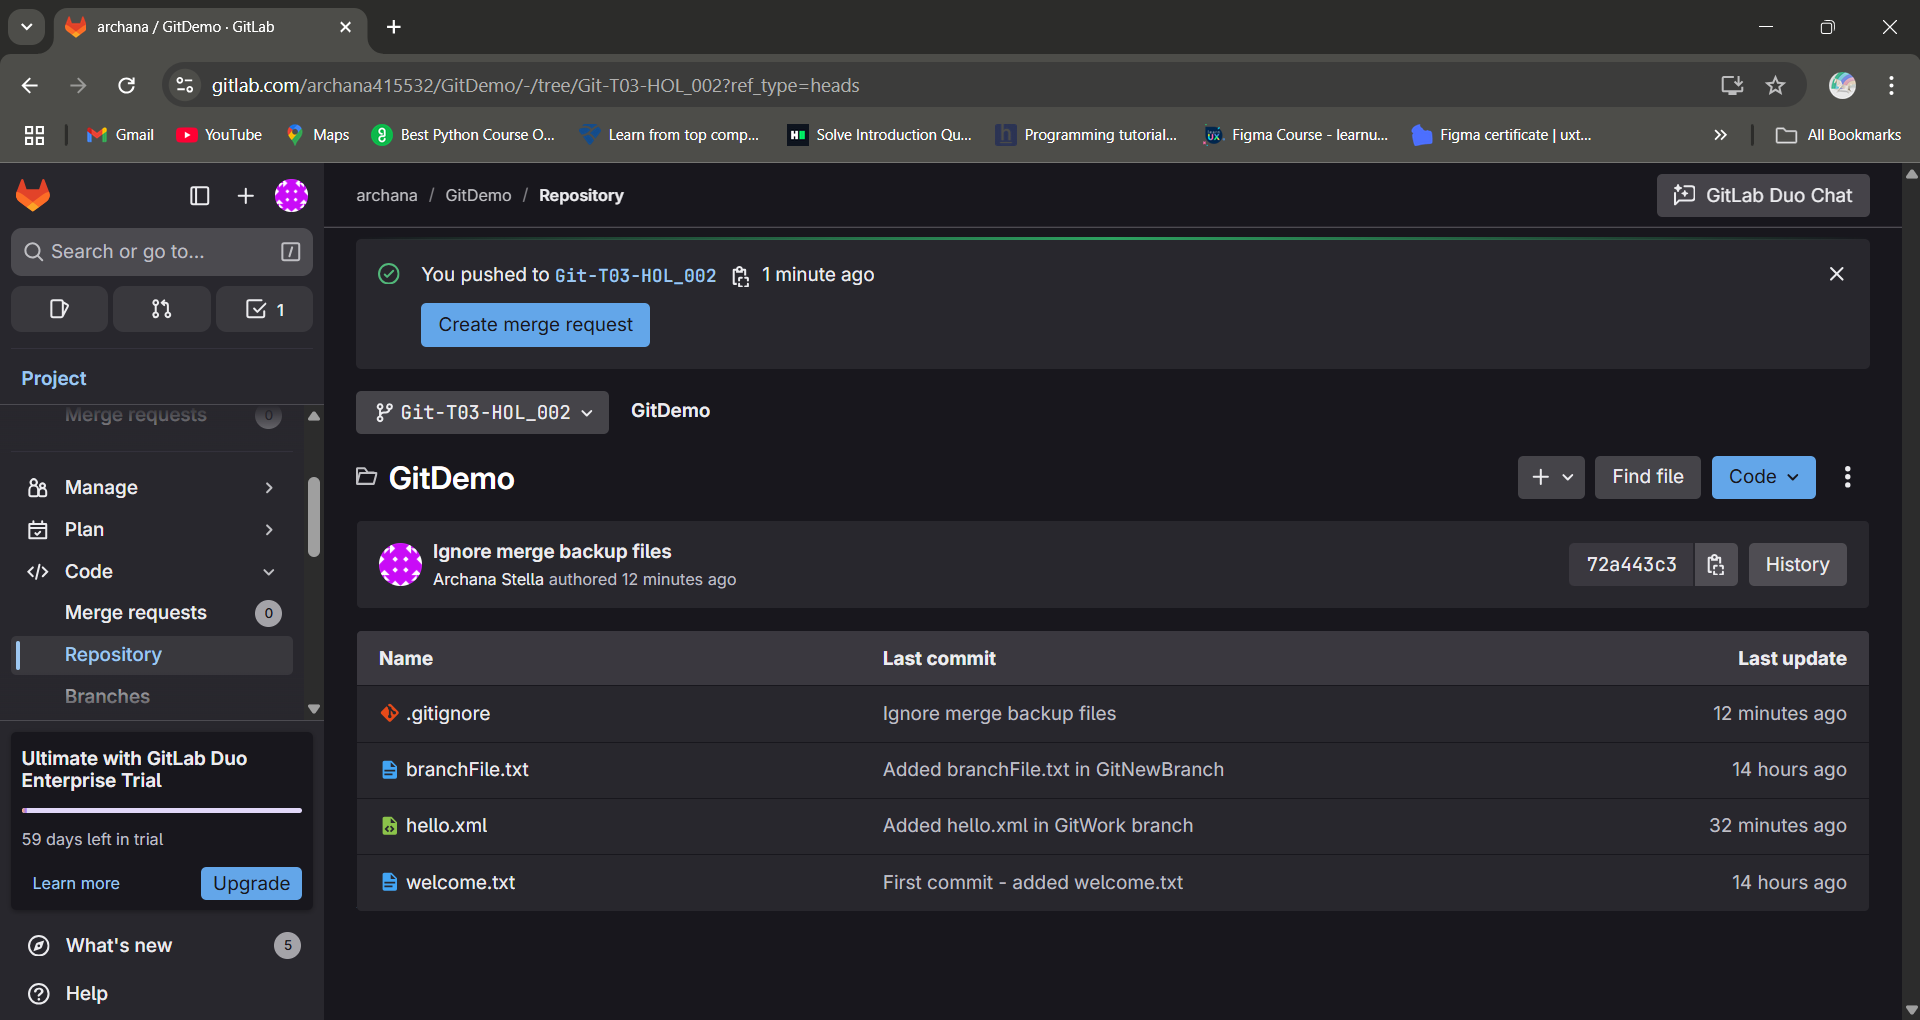 archana / GitDemo · GitLab
gitlab.com/archana415532/GitDemo/-/tree/Git-T03-HOL_002?ref_type=heads
Gmail YouTube Maps Best Python Course O... Learn from top comp... Solve Introduction Qu... Programming tutorial... Figma Course - learnu... Figma certificate | uxt... » All Bookmarks
archana / GitDemo / Repository
GitLab Duo Chat
Search or go to... /
1
Project
Merge requests 0
Manage
Plan
Code
Merge requests 0
Repository
Branches
Ultimate with GitLab Duo
Enterprise Trial
59 days left in trial
Learn more Upgrade
What's new 5
Help
You pushed to Git-T03-HOL_002 1 minute ago
Create merge request
Git-T03-HOL_002 GitDemo
GitDemo
Find file Code
Ignore merge backup files
Archana Stella authored 12 minutes ago
72a443c3 History
Name Last commit Last update
.gitignore Ignore merge backup files 12 minutes ago
branchFile.txt Added branchFile.txt in GitNewBranch 14 hours ago
hello.xml Added hello.xml in GitWork branch 32 minutes ago
welcome.txt First commit - added welcome.txt 14 hours ago